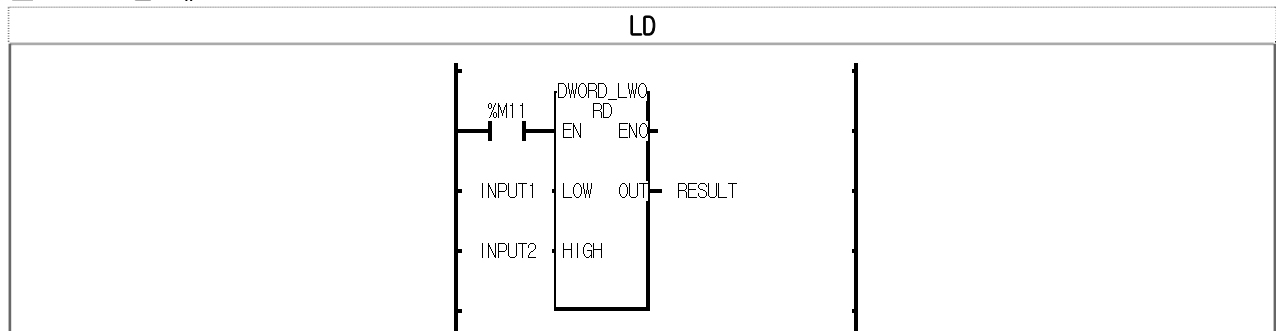 LD
DWORD_LWO
RD
%M11
EN ENO
INPUT1 LOW OUT RESULT
INPUT2 HIGH